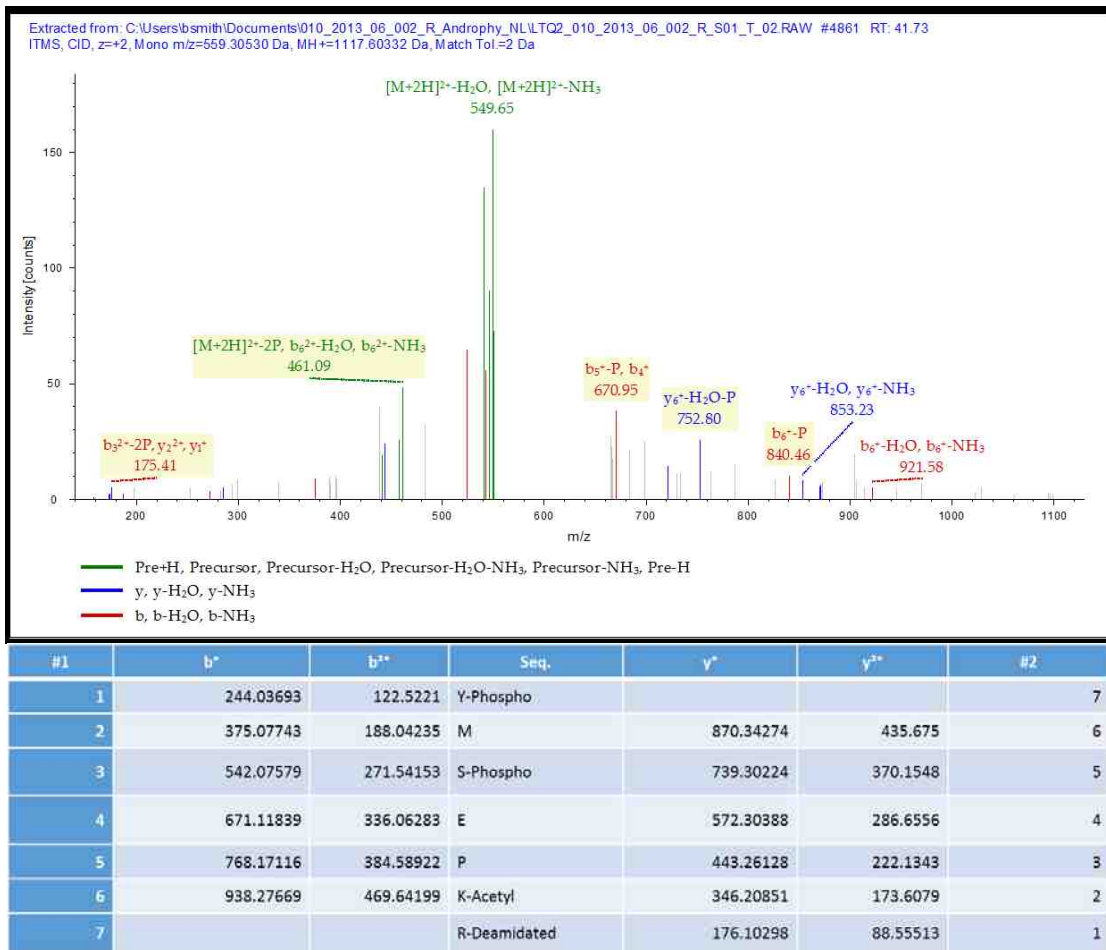 Extracted from: C:\Users\bsmith\Documents\010_2013_06_002_R_Androphy_NL\LTQ2_010_2013_06_002_R_S01_T_02.RAW #4861 RT: 41.73
ITMS, CID, z=+2, Mono m/z=559.30530 Da, MH+=1117.60332 Da, Match Tol.=2 Da
[M+2H]²⁺-H₂O, [M+2H]²⁺-NH₃
549.65
150
100
Intensity [counts]
[M+2H]²⁺-2P, b₆²⁺-H₂O, b₆²⁺-NH₃
461.09
50
b₅⁺-P, b₄⁺
670.95
y₆⁺-H₂O-P
752.80
y₆⁺-H₂O, y₆⁺-NH₃
853.23
b₃²⁺-2P, y₂²⁺, y₁⁺
175.41
b₆⁺-P
840.46
b₆⁺-H₂O, b₆⁺-NH₃
921.58
0
200 300 400 500 600 700 800 900 1000 1100
m/z
Pre+H, Precursor, Precursor-H₂O, Precursor-H₂O-NH₃, Precursor-NH₃, Pre-H
y, y-H₂O, y-NH₃
b, b-H₂O, b-NH₃
#1 b⁺ b²⁺ Seq. y⁺ y²⁺ #2
1 244.03693 122.5221 Y-Phospho 7
2 375.07743 188.04235 M 870.34274 435.675 6
3 542.07579 271.54153 S-Phospho 739.30224 370.1548 5
4 671.11839 336.06283 E 572.30388 286.6556 4
5 768.17116 384.58922 P 443.26128 222.1343 3
6 938.27669 469.64199 K-Acetyl 346.20851 173.6079 2
7 R-Deamidated 176.10298 88.55513 1